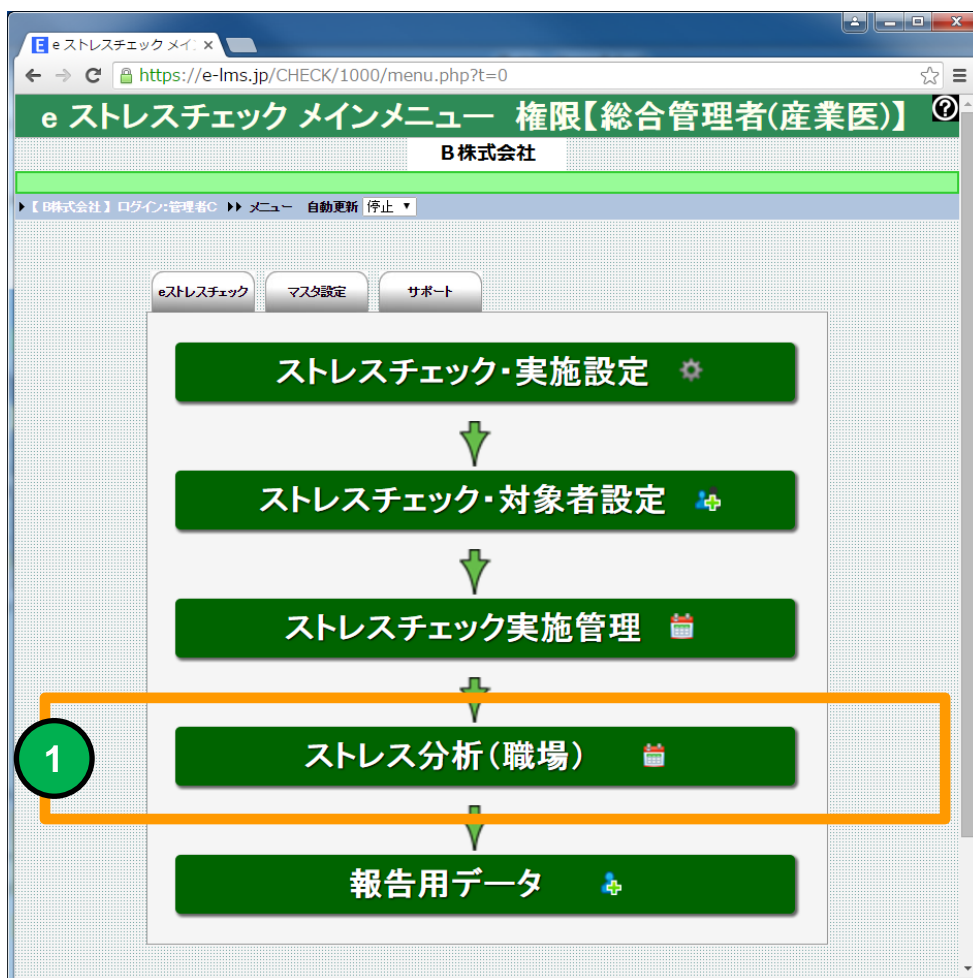 E eストレスチェック メイ
https://e-lms.jp/CHECK/1000/menu.php?t=0
e ストレスチェック メインメニュー 権限【総合管理者(産業医)】
B株式会社
【 B株式会社 】 ログイン:管理者C メニュー 自動更新 停止
eストレスチェック マスタ設定 サポート
ストレスチェック・実施設定
ストレスチェック・対象者設定
ストレスチェック実施管理
1 ストレス分析(職場)
報告用データ